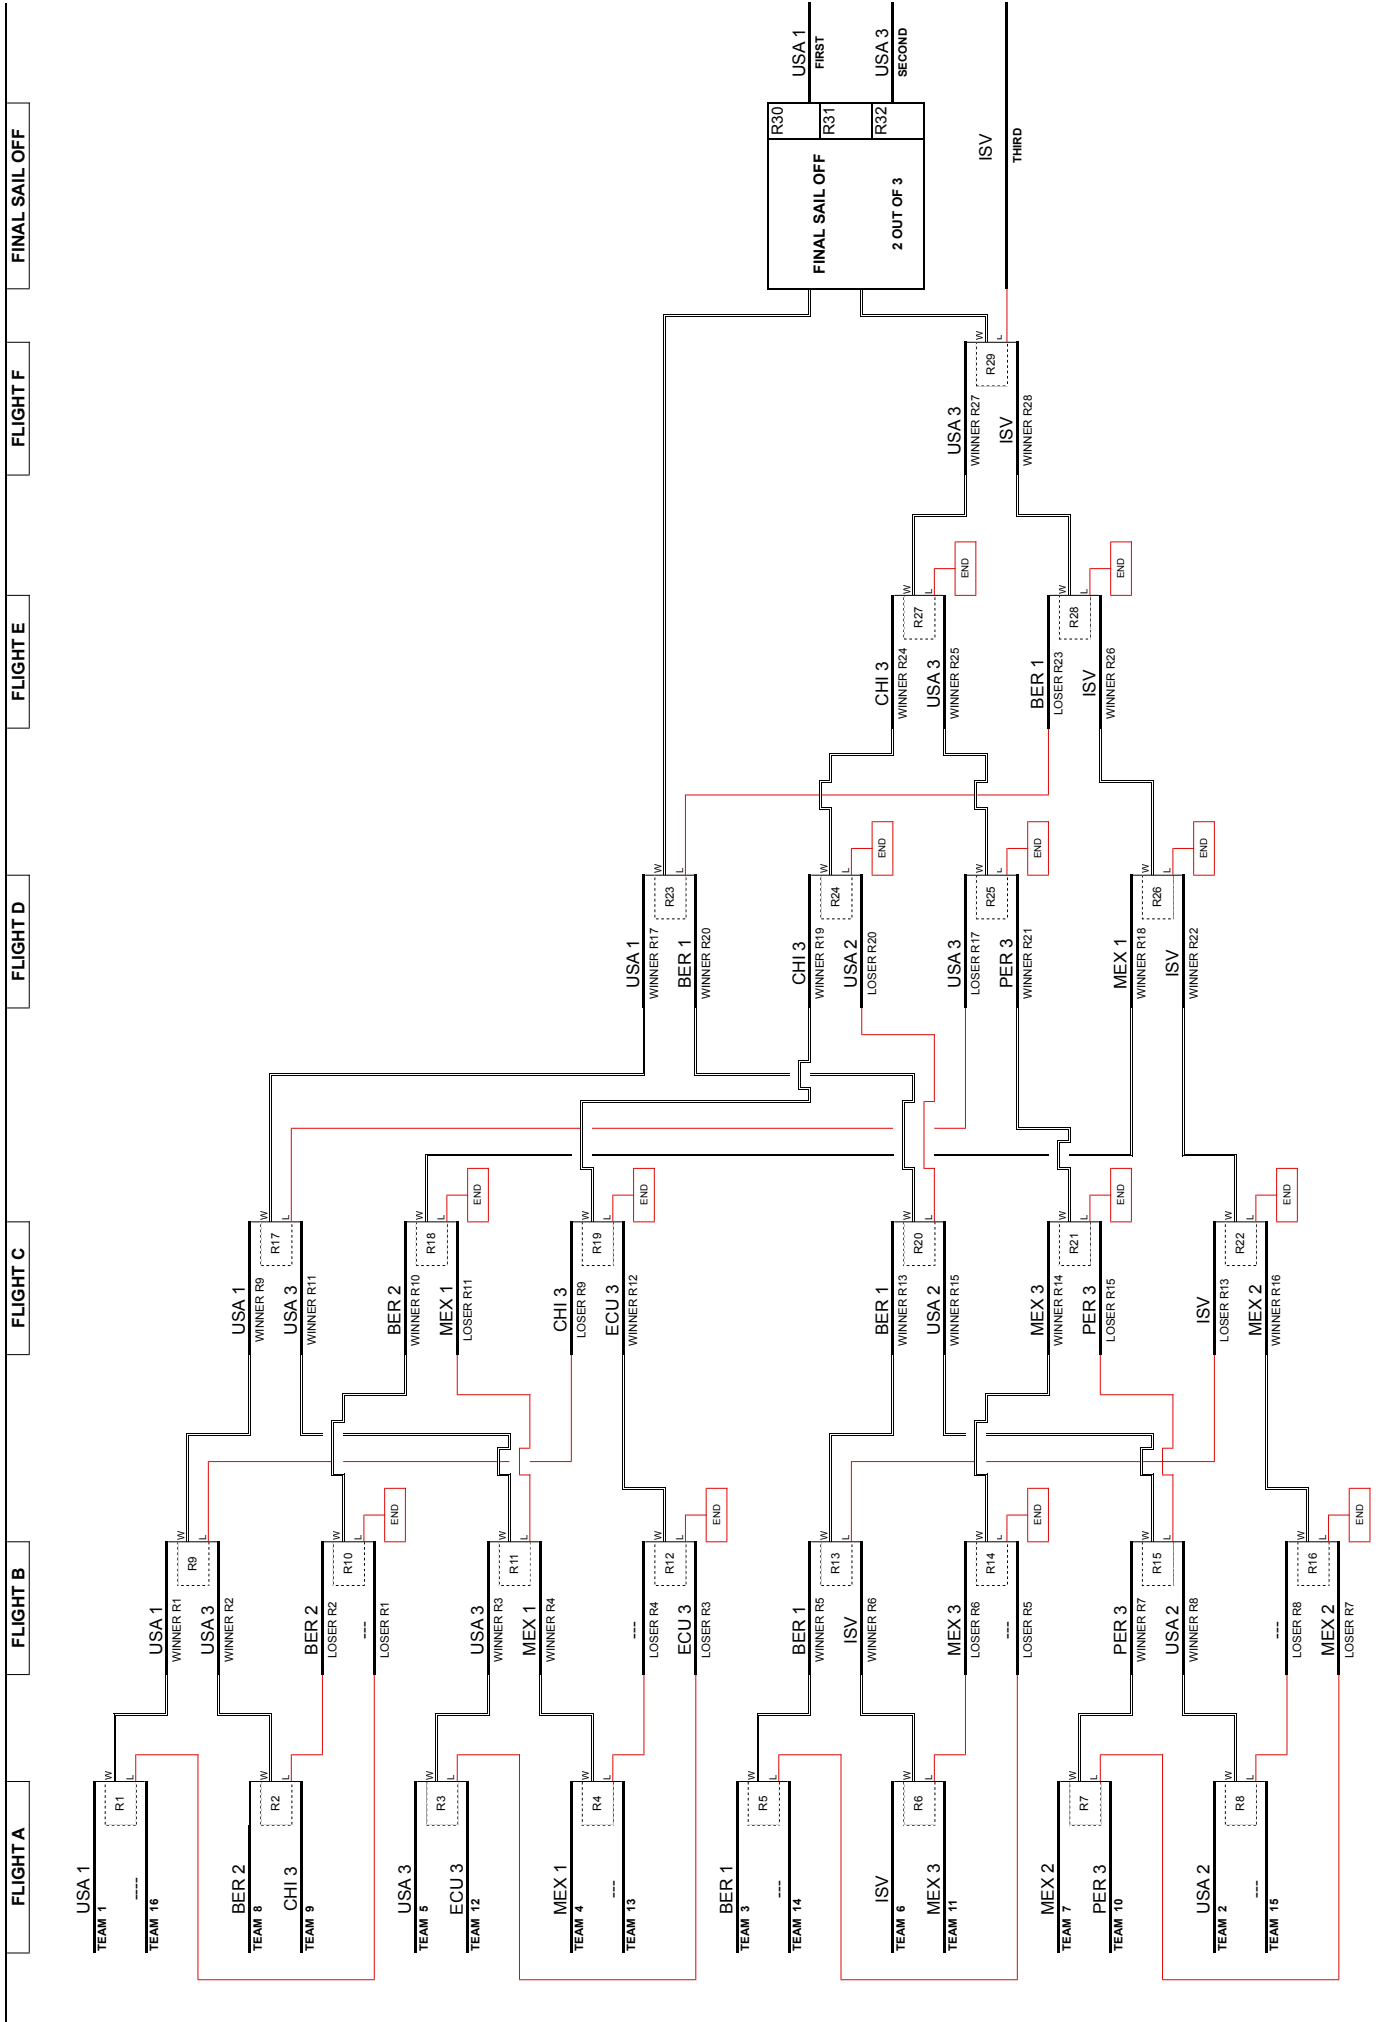 FLIGHT A
FLIGHT B
FLIGHT C
FLIGHT D
FLIGHT E
FLIGHT F
FINAL SAIL OFF
USA 1
TEAM 1
R1
W
L
----
TEAM 16
BER 2
TEAM 8
R2
W
L
CHI 3
TEAM 9
USA 3
TEAM 5
R3
W
L
ECU 3
TEAM 12
MEX 1
TEAM 4
R4
W
L
---
TEAM 13
BER 1
TEAM 3
R5
W
L
---
TEAM 14
ISV
TEAM 6
R6
W
L
MEX 3
TEAM 11
MEX 2
TEAM 7
R7
W
L
PER 3
TEAM 10
USA 2
TEAM 2
R8
W
L
---
TEAM 15
USA 1
WINNER R1
R9
W
L
USA 3
WINNER R2
BER 2
LOSER R2
R10
W
L
END
---
LOSER R1
USA 3
WINNER R3
R11
W
L
MEX 1
WINNER R4
---
LOSER R4
R12
W
L
END
ECU 3
LOSER R3
BER 1
WINNER R5
R13
W
L
ISV
WINNER R6
MEX 3
LOSER R6
R14
W
L
END
---
LOSER R5
PER 3
WINNER R7
R15
W
L
USA 2
WINNER R8
---
LOSER R8
R16
W
L
END
MEX 2
LOSER R7
USA 1
WINNER R9
R17
W
L
USA 3
WINNER R11
BER 2
WINNER R10
R18
W
L
END
MEX 1
LOSER R11
CHI 3
LOSER R9
R19
W
L
END
ECU 3
WINNER R12
BER 1
WINNER R13
R20
W
L
USA 2
WINNER R15
MEX 3
WINNER R14
R21
W
L
END
PER 3
LOSER R15
ISV
LOSER R13
R22
W
L
END
MEX 2
WINNER R16
USA 1
WINNER R17
R23
W
L
BER 1
WINNER R20
CHI 3
WINNER R19
R24
W
L
END
USA 2
LOSER R20
USA 3
LOSER R17
R25
W
L
END
PER 3
WINNER R21
MEX 1
WINNER R18
R26
W
L
END
ISV
WINNER R22
CHI 3
WINNER R24
R27
W
L
END
USA 3
WINNER R25
BER 1
LOSER R23
R28
W
L
END
ISV
WINNER R26
USA 3
WINNER R27
R29
W
L
ISV
WINNER R28
FINAL SAIL OFF
2 OUT OF 3
R30
R31
R32
USA 1
FIRST
USA 3
SECOND
ISV
THIRD